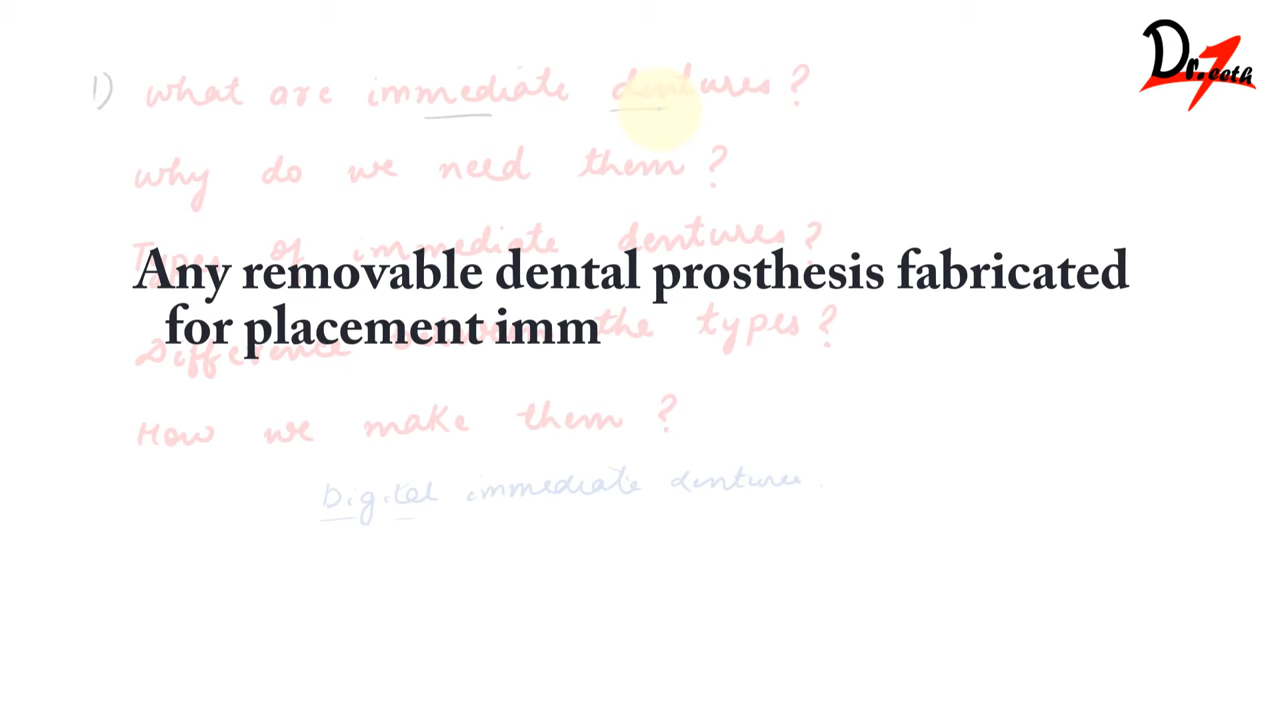 1) What are immediate dentures?
Why do we need them?
Types of immediate dentures?
Any removable dental prosthesis fabricated
for placement imm
Difference between the types?
How we make them?
Digital immediate dentures
Dr.eeth